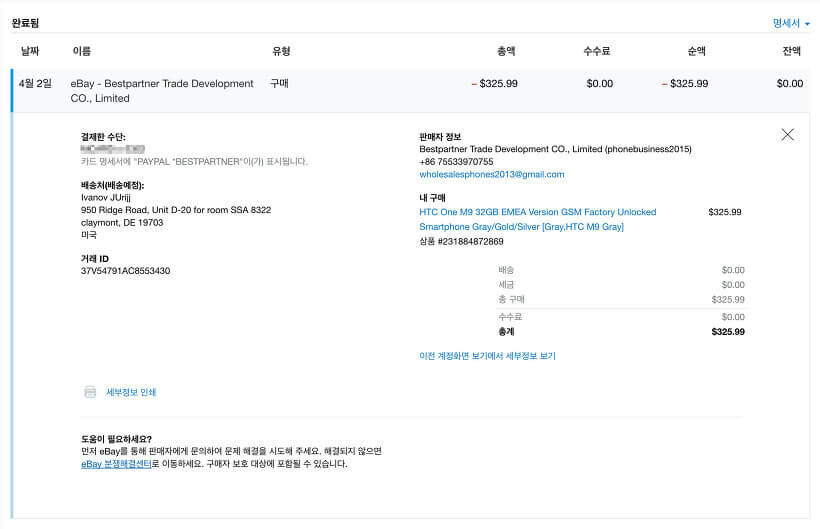 완료됨
명세서
날짜 이름 유형 총액 수수료 순액 잔액
4월 2일 eBay - Bestpartner Trade Development 구매 – $325.99 $0.00 – $325.99 $0.00
CO., Limited
결제한 수단:
카드 명세서에 "PAYPAL *BESTPARTNER"이(가) 표시됩니다.
배송처(배송예정):
Ivanov JUrijj
950 Ridge Road, Unit D-20 for room SSA 8322
claymont, DE 19703
미국
거래 ID
37V54791AC8553430
판매자 정보
Bestpartner Trade Development CO., Limited (phonebusiness2015)
+86 75533970755
wholesalesphones2013@gmail.com
내 구매
HTC One M9 32GB EMEA Version GSM Factory Unlocked $325.99
Smartphone Gray/Gold/Silver [Gray,HTC M9 Gray]
상품 #231884872869
배송 $0.00
세금 $0.00
총 구매 $325.99
수수료 $0.00
총계 $325.99
이전 계정화면 보기에서 세부정보 보기
세부정보 인쇄
도움이 필요하세요?
먼저 eBay를 통해 판매자에게 문의하여 문제 해결을 시도해 주세요. 해결되지 않으면
eBay 분쟁해결센터로 이동하세요. 구매자 보호 대상에 포함될 수 있습니다.